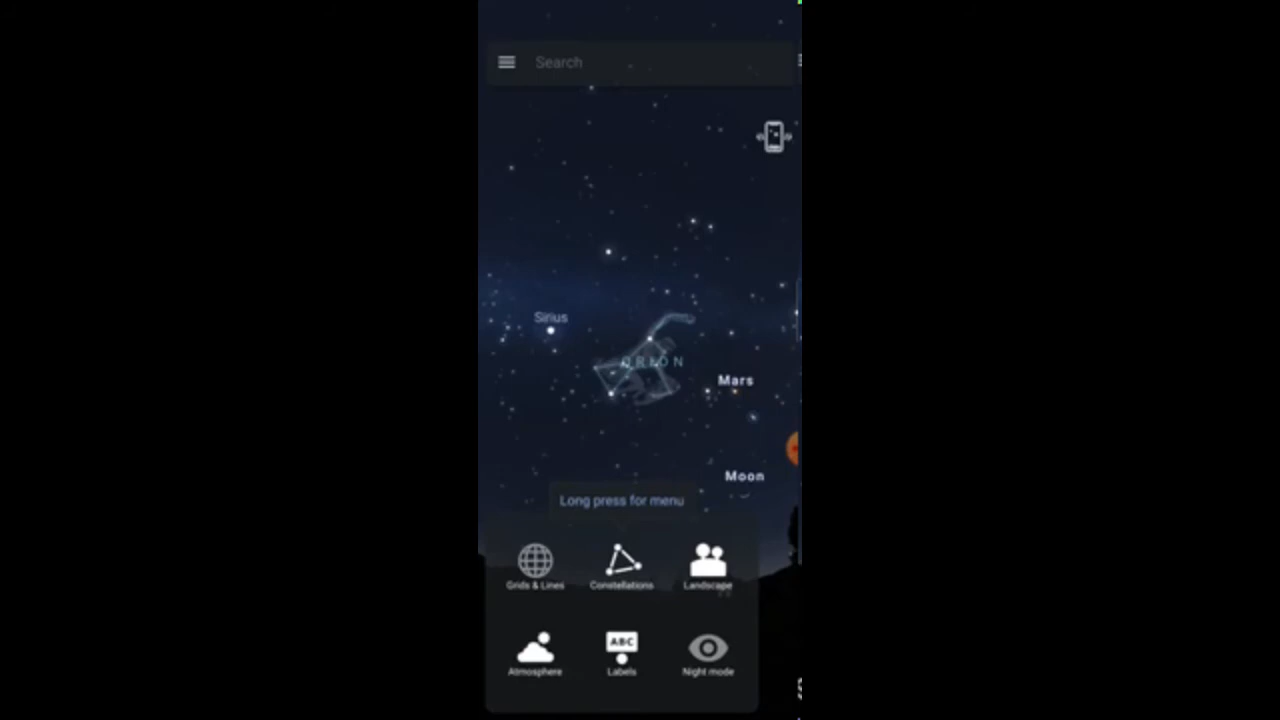 Search
Sirius
ORION
Mars
Moon
Long press for menu
Grids & Lines
Constellations
Landscape
Atmosphere
ABC
Labels
Night mode